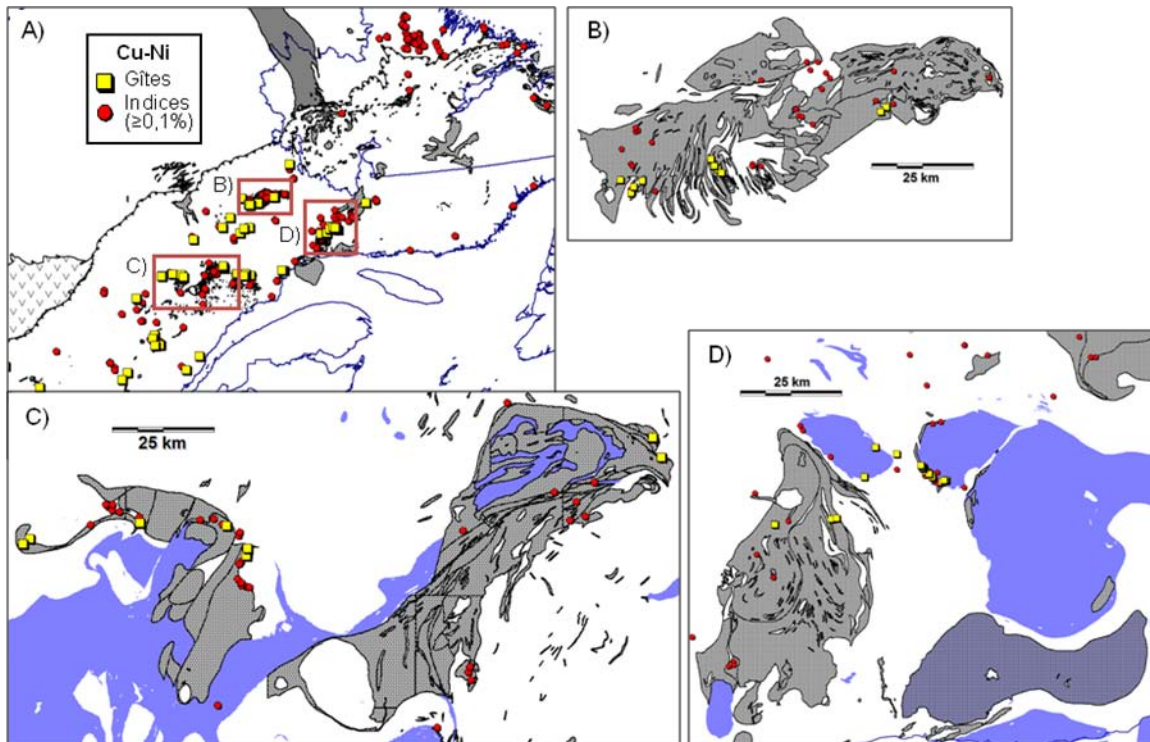 A)
Cu-Ni
Gîtes
Indices
(≥0,1%)
B)
D)
C)
B)
25 km
C)
25 km
D)
25 km